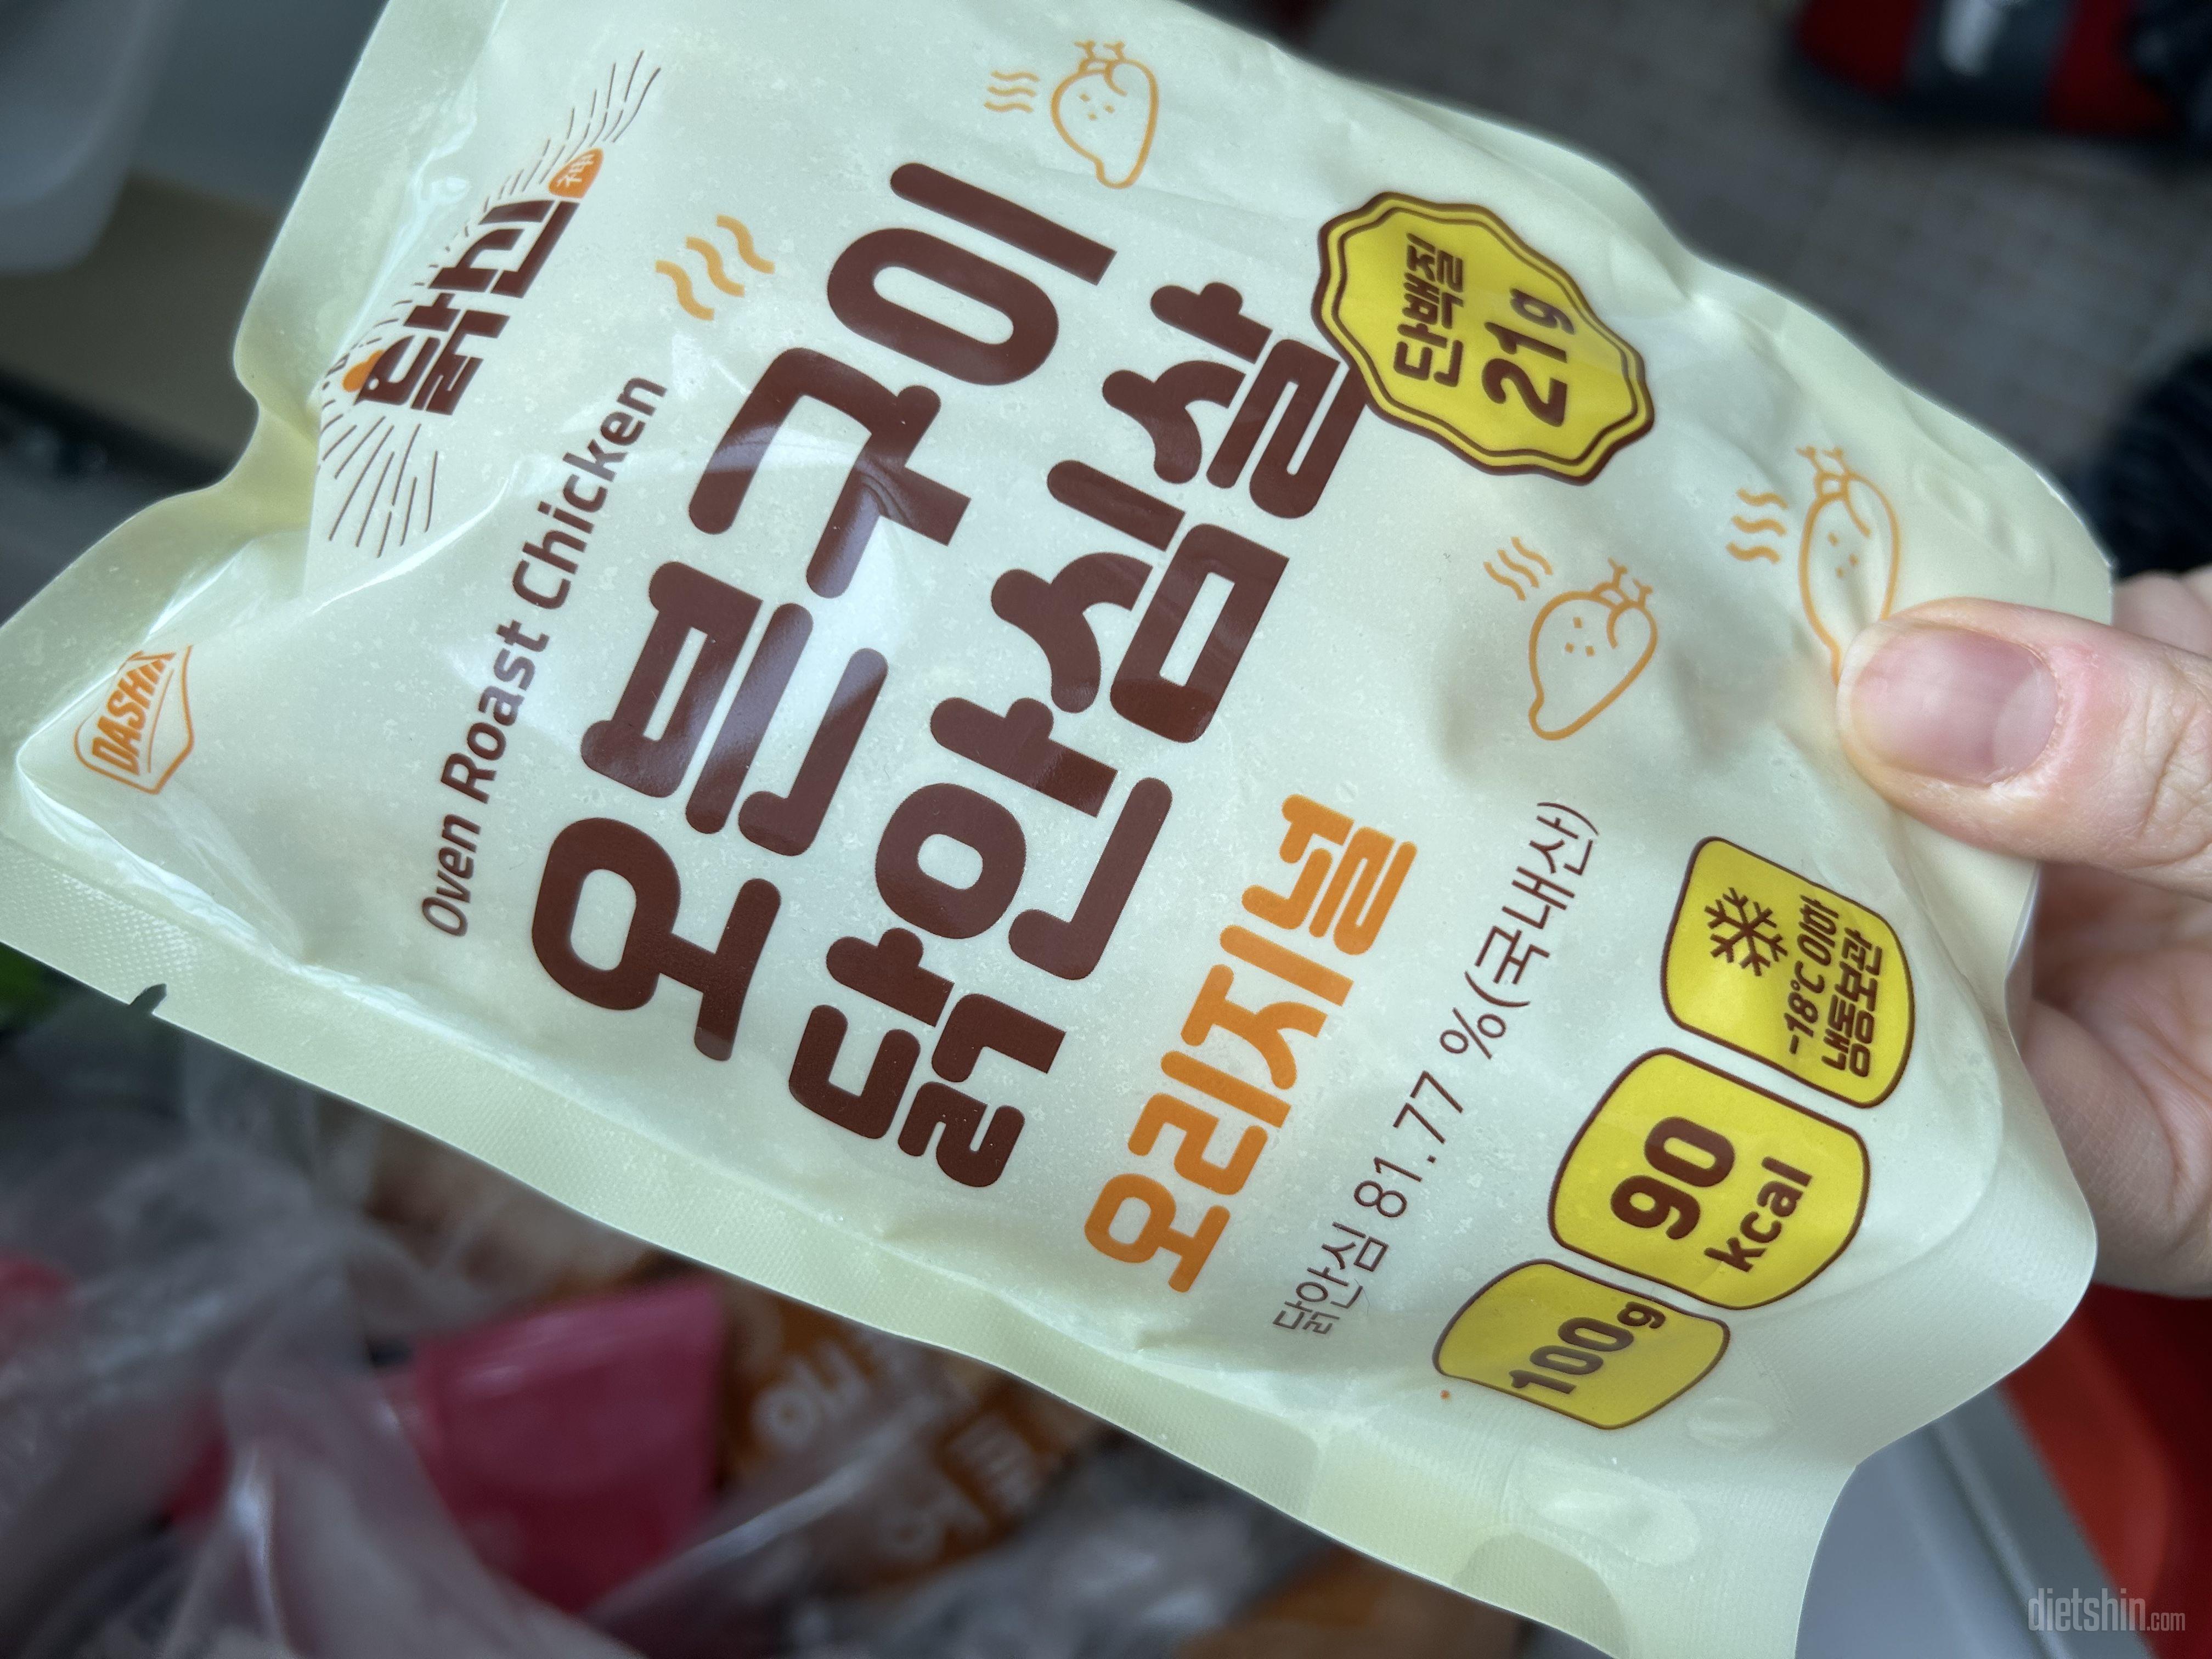 닭신
神
DASHIN
Oven Roast Chicken
오븐구이
닭안심살
단백질
21g
오리지널
닭안심 81.77 %(국내산)
100g
90
kcal
-18℃ 이하
냉동보관
dietshin.com